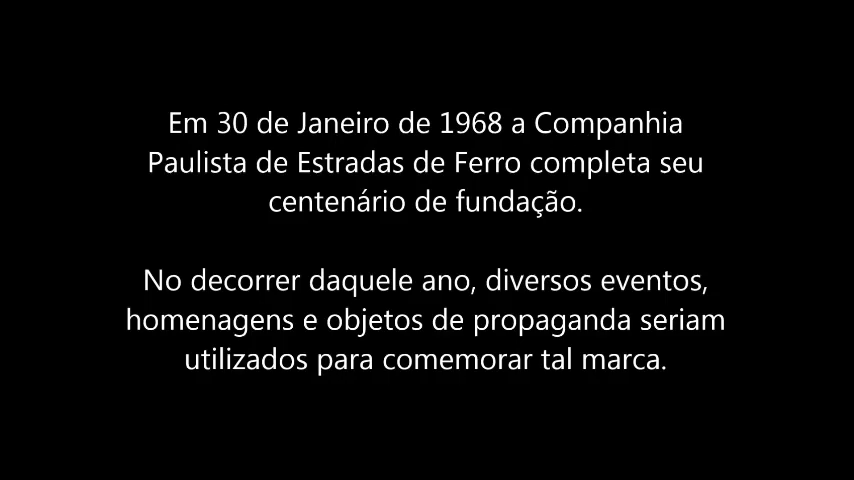 Em 30 de Janeiro de 1968 a Companhia
Paulista de Estradas de Ferro completa seu
centenário de fundação.
No decorrer daquele ano, diversos eventos,
homenagens e objetos de propaganda seriam
utilizados para comemorar tal marca.